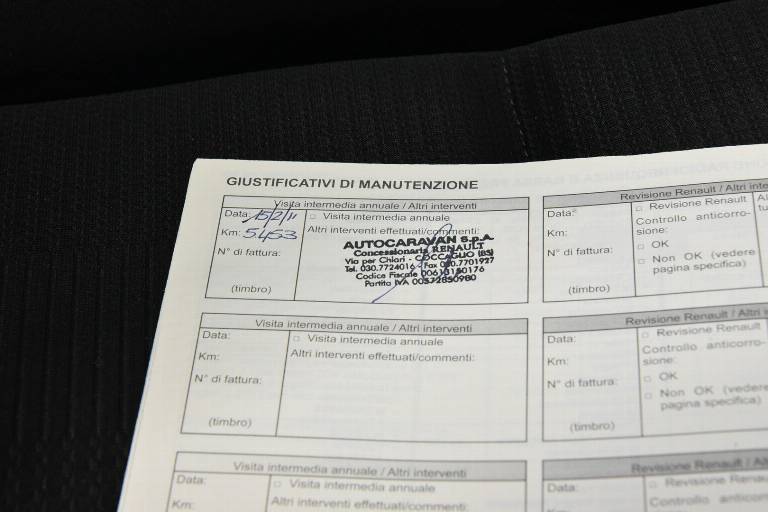 GIUSTIFICATIVI DI MANUTENZIONE
Visita intermedia annuale / Altri interventi
Data: 15/2/11
□ Visita intermedia annuale
Km: 5453
Altri interventi effettuati/commenti:
N° di fattura:
(timbro)
AUTOCARAVAN S.p.A.
Concessionaria RENAULT
Via per Chiari - COCCAGLIO (BS)
Tel. 030.7724016 - Fax 030.7701927
Codice Fiscale 00613150176
Partita IVA 00572850980
Revisione Renault / Altri inte
Data:
□ Revisione Renault
Km:
Controllo anticorro-
sione:
N° di fattura:
□ OK
□ Non OK (vedere
pagina specifica)
(timbro)
Visita intermedia annuale / Altri interventi
Data:
□ Visita intermedia annuale
Km:
Altri interventi effettuati/commenti:
N° di fattura:
(timbro)
Revisione Renault / Altri
Data:
□ Revisione Renault
Km:
Controllo anticorro-
sione:
N° di fattura:
□ OK
□ Non OK (vedere
pagina specifica)
(timbro)
Visita intermedia annuale / Altri interventi
Data:
□ Visita intermedia annuale
Km:
Altri interventi effettuati/commenti:
Revisione Renault / Altri
Data:
□ Revisione
Controllo anticorro-